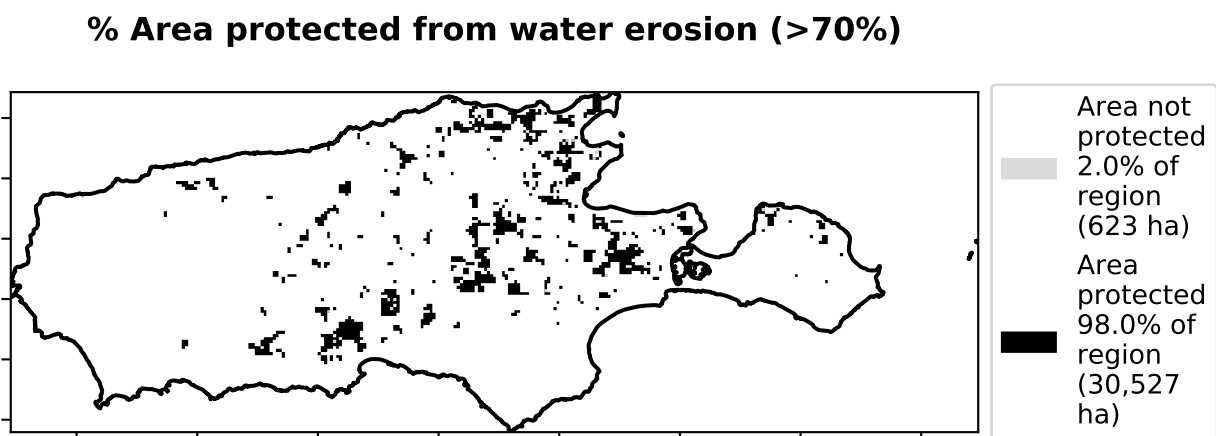 % Area protected from water erosion (>70%)
Area not
protected
2.0% of
region
(623 ha)
Area
protected
98.0% of
region
(30,527
ha)